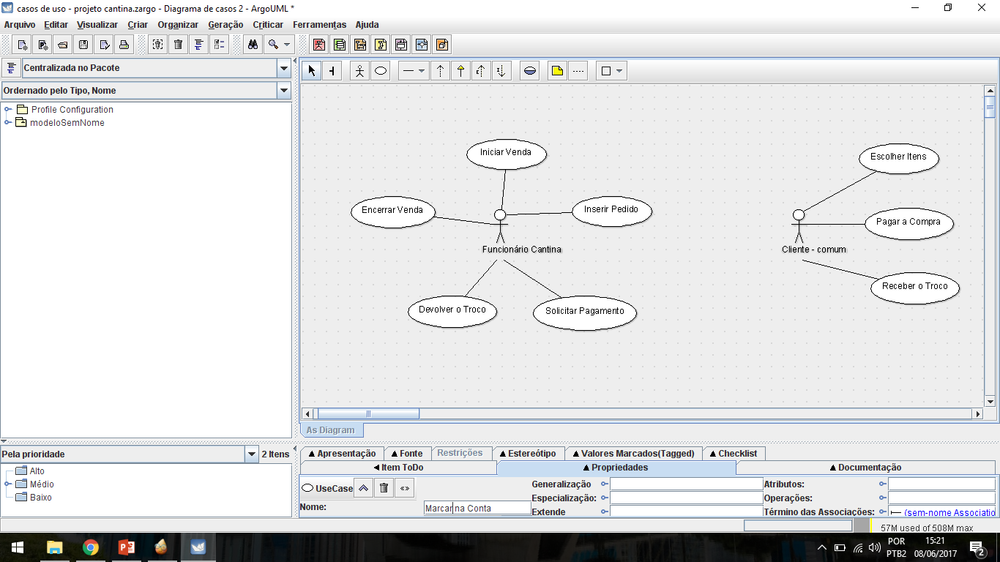 casos de uso - projeto cantina.zargo - Diagrama de casos 2 - ArgoUML *
Arquivo Editar Visualizar Criar Organizar Geração Criticar Ferramentas Ajuda
Centralizada no Pacote
Ordernado pelo Tipo, Nome
Profile Configuration
modeloSemNome
Iniciar Venda
Escolher Itens
Encerrar Venda
Inserir Pedido
Pagar a Compra
Funcionário Cantina
Cliente - comum
Receber o Troco
Devolver o Troco
Solicitar Pagamento
As Diagram
Pela prioridade
2 Itens
Alto
Médio
Baixo
Apresentação Fonte Restrições Estereótipo Valores Marcados(Tagged) Checklist
Item ToDo Propriedades Documentação
UseCase
Nome:
Marcar na Conta
Generalização
Especialização:
Extende
Atributos:
Operações:
Término das Associações:
(sem-nome Associatio
57M used of 508M max
POR
PTB2
15:21
08/06/2017
2